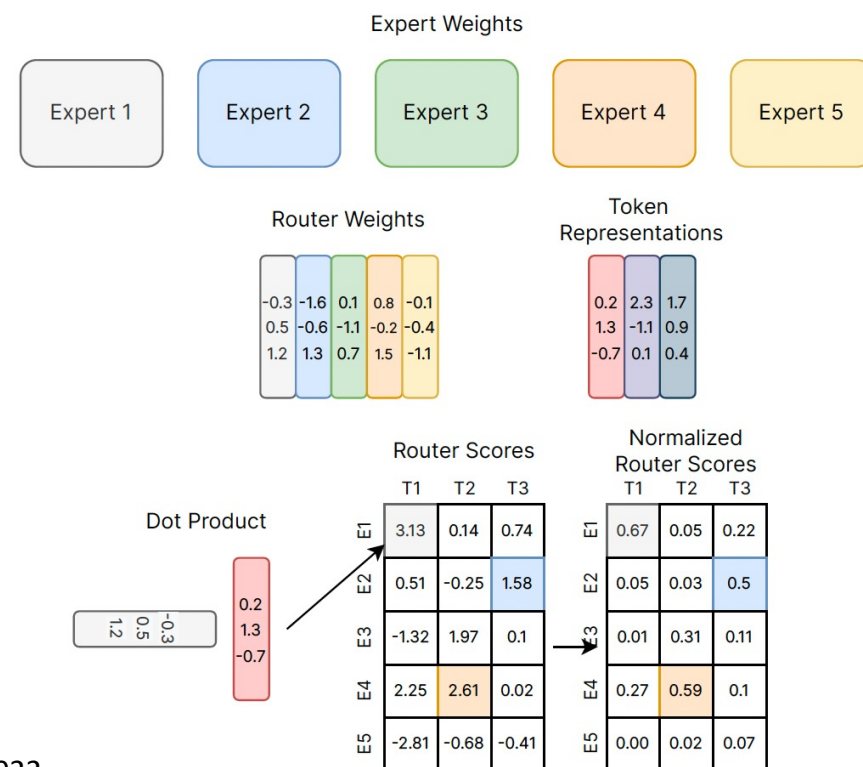 Expert Weights
Expert 1 Expert 2 Expert 3 Expert 4 Expert 5
Router Weights
-0.3 -1.6 0.1 0.8 -0.1
0.5 -0.6 -1.1 -0.2 -0.4
1.2 1.3 0.7 1.5 -1.1
Token
Representations
0.2 2.3 1.7
1.3 -1.1 0.9
-0.7 0.1 0.4
Dot Product
-0.3
0.5
1.2
0.2
1.3
-0.7
Router Scores
T1 T2 T3
E1 3.13 0.14 0.74
E2 0.51 -0.25 1.58
E3 -1.32 1.97 0.1
E4 2.25 2.61 0.02
E5 -2.81 -0.68 -0.41
Normalized
Router Scores
T1 T2 T3
E1 0.67 0.05 0.22
E2 0.05 0.03 0.5
E3 0.01 0.31 0.11
E4 0.27 0.59 0.1
E5 0.00 0.02 0.07